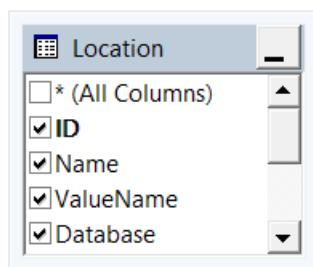 Location
* (All Columns)
ID
Name
ValueName
Database